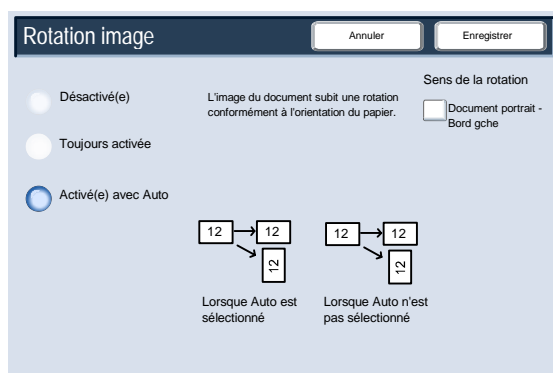 Rotation image
Annuler
Enregistrer
Désactivé(e)
Toujours activée
Activé(e) avec Auto
L'image du document subit une rotation
conformément à l'orientation du papier.
Sens de la rotation
Document portrait -
Bord gche
12
12
12
Lorsque Auto est
sélectionné
12
12
12
Lorsque Auto n'est
pas sélectionné